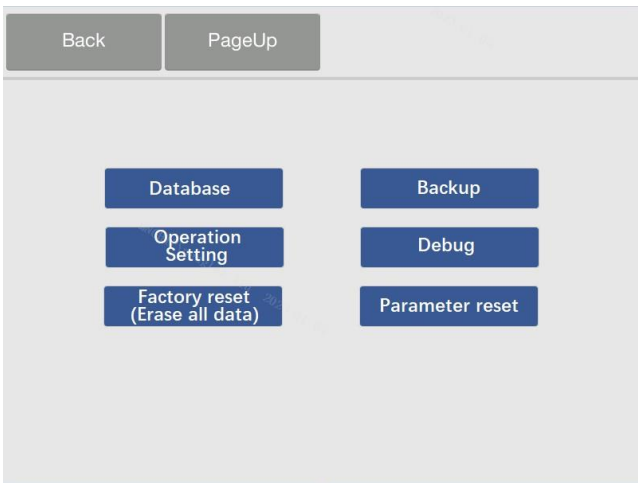 Back
PageUp
Database
Backup
Operation
Setting
Debug
Factory reset
(Erase all data)
Parameter reset